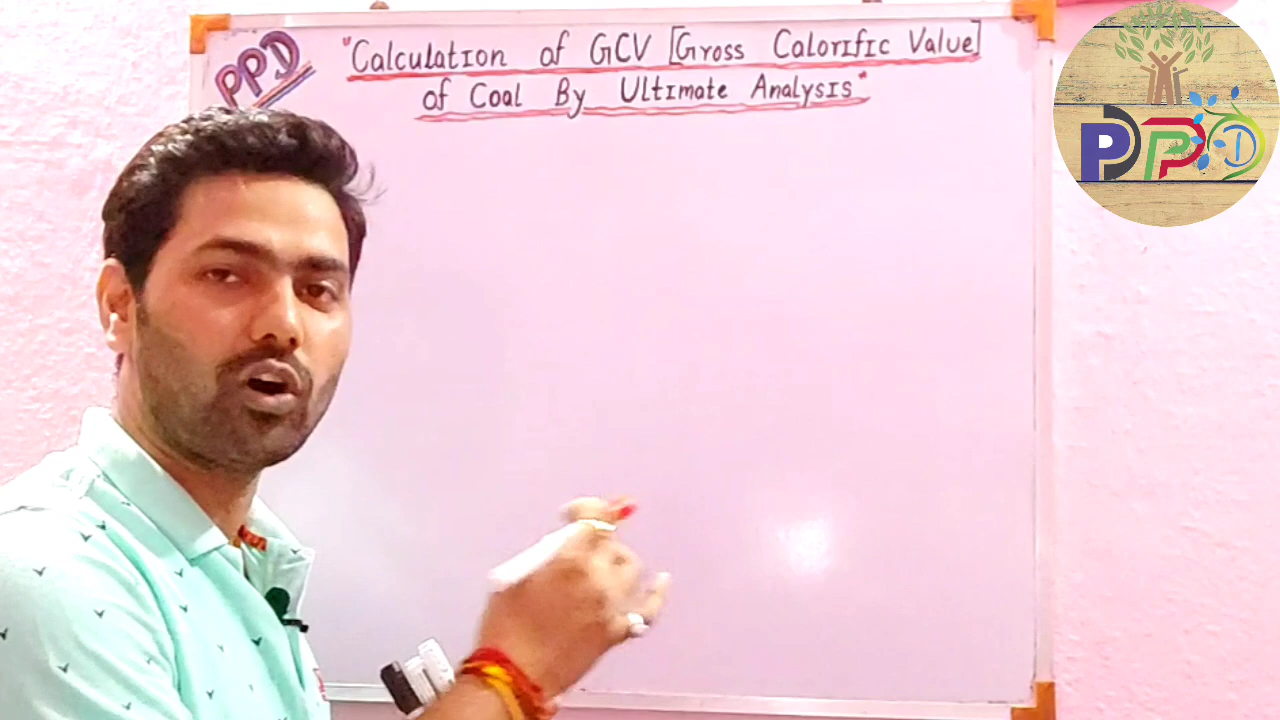 PPD
"Calculation of GCV [Gross Calorific Value]
of Coal By Ultimate Analysis"
PPD